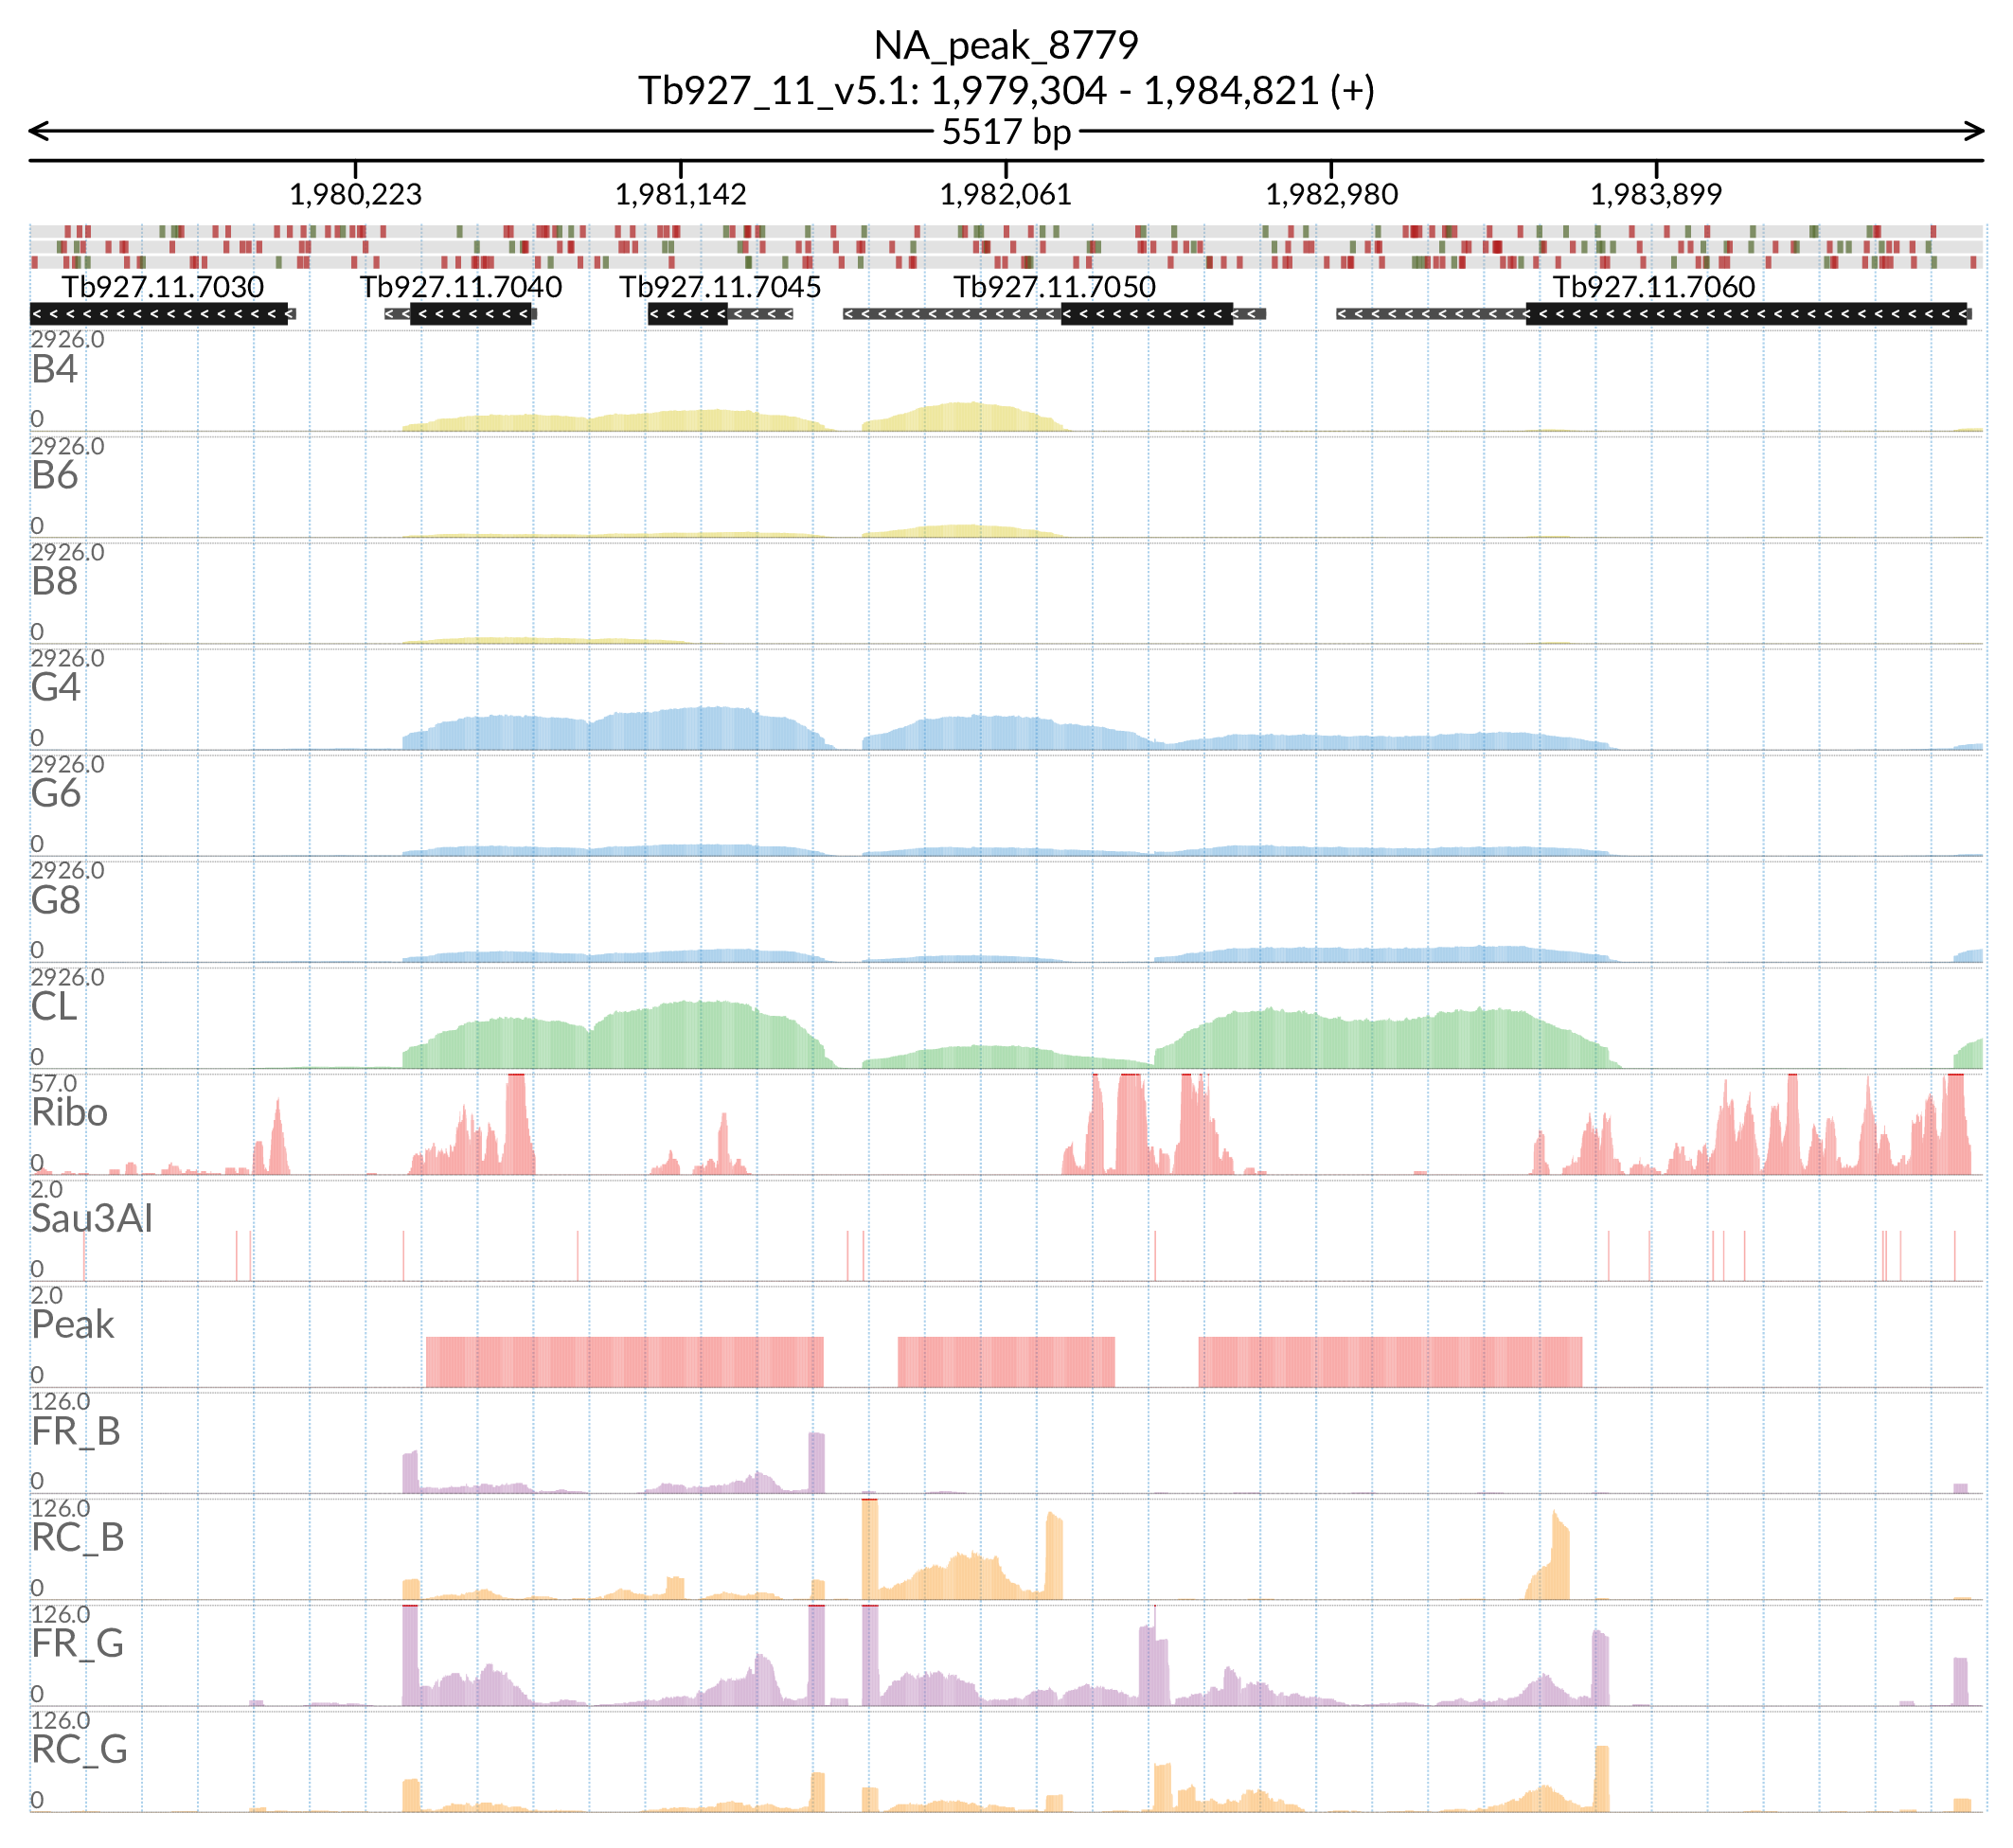 NA_peak_8779
Tb927_11_v5.1: 1,979,304 - 1,984,821 (+)
5517 bp
1,980,223 1,981,142 1,982,061 1,982,980 1,983,899
Tb927.11.7030 Tb927.11.7040 Tb927.11.7045 Tb927.11.7050 Tb927.11.7060
2926.0
B4
0
2926.0
B6
0
2926.0
B8
0
2926.0
G4
0
2926.0
G6
0
2926.0
G8
0
2926.0
CL
0
57.0
Ribo
0
2.0
Sau3AI
0
2.0
Peak
0
126.0
FR_B
0
126.0
RC_B
0
126.0
FR_G
0
126.0
RC_G
0